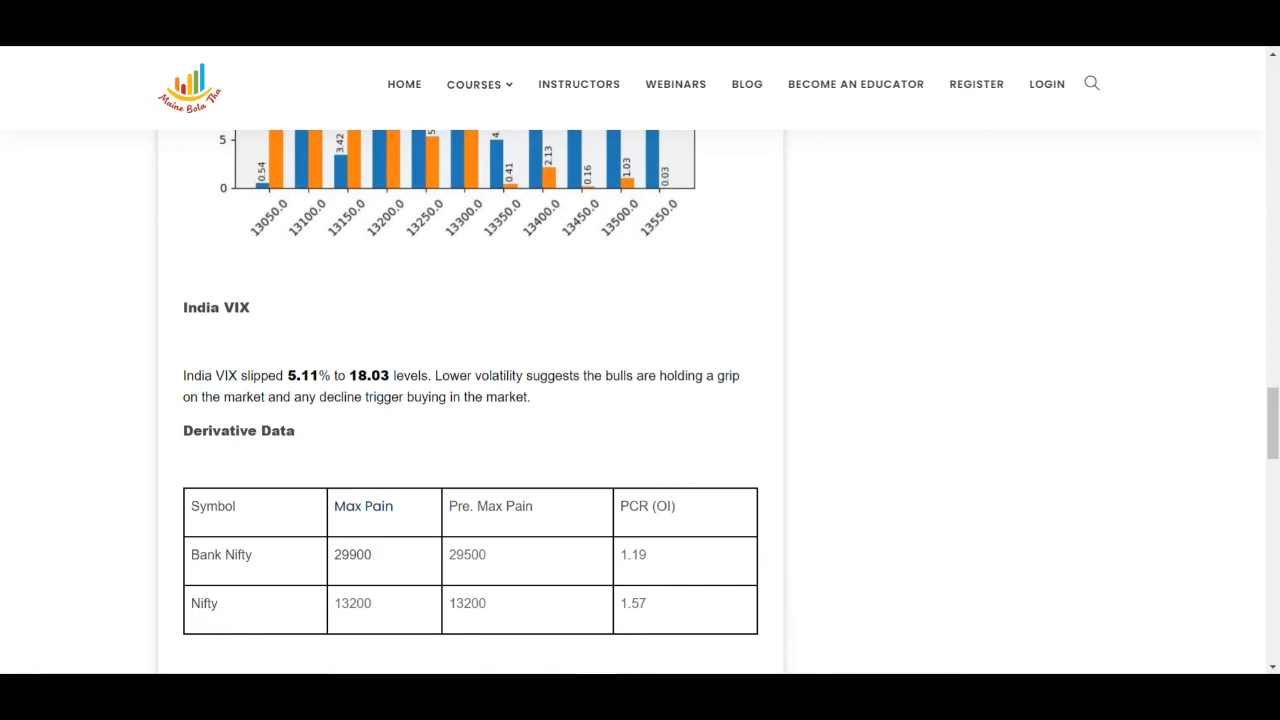 Maine Bola Tha
HOME COURSES INSTRUCTORS WEBINARS BLOG BECOME AN EDUCATOR REGISTER LOGIN
5
0
0.54 3.42 5 4 0.41 2.13 0.16 1.03 0.03
13050.0 13100.0 13150.0 13200.0 13250.0 13300.0 13350.0 13400.0 13450.0 13500.0 13550.0
India VIX
India VIX slipped 5.11% to 18.03 levels. Lower volatility suggests the bulls are holding a grip
on the market and any decline trigger buying in the market.
Derivative Data
Symbol Max Pain Pre. Max Pain PCR (OI)
Bank Nifty 29900 29500 1.19
Nifty 13200 13200 1.57